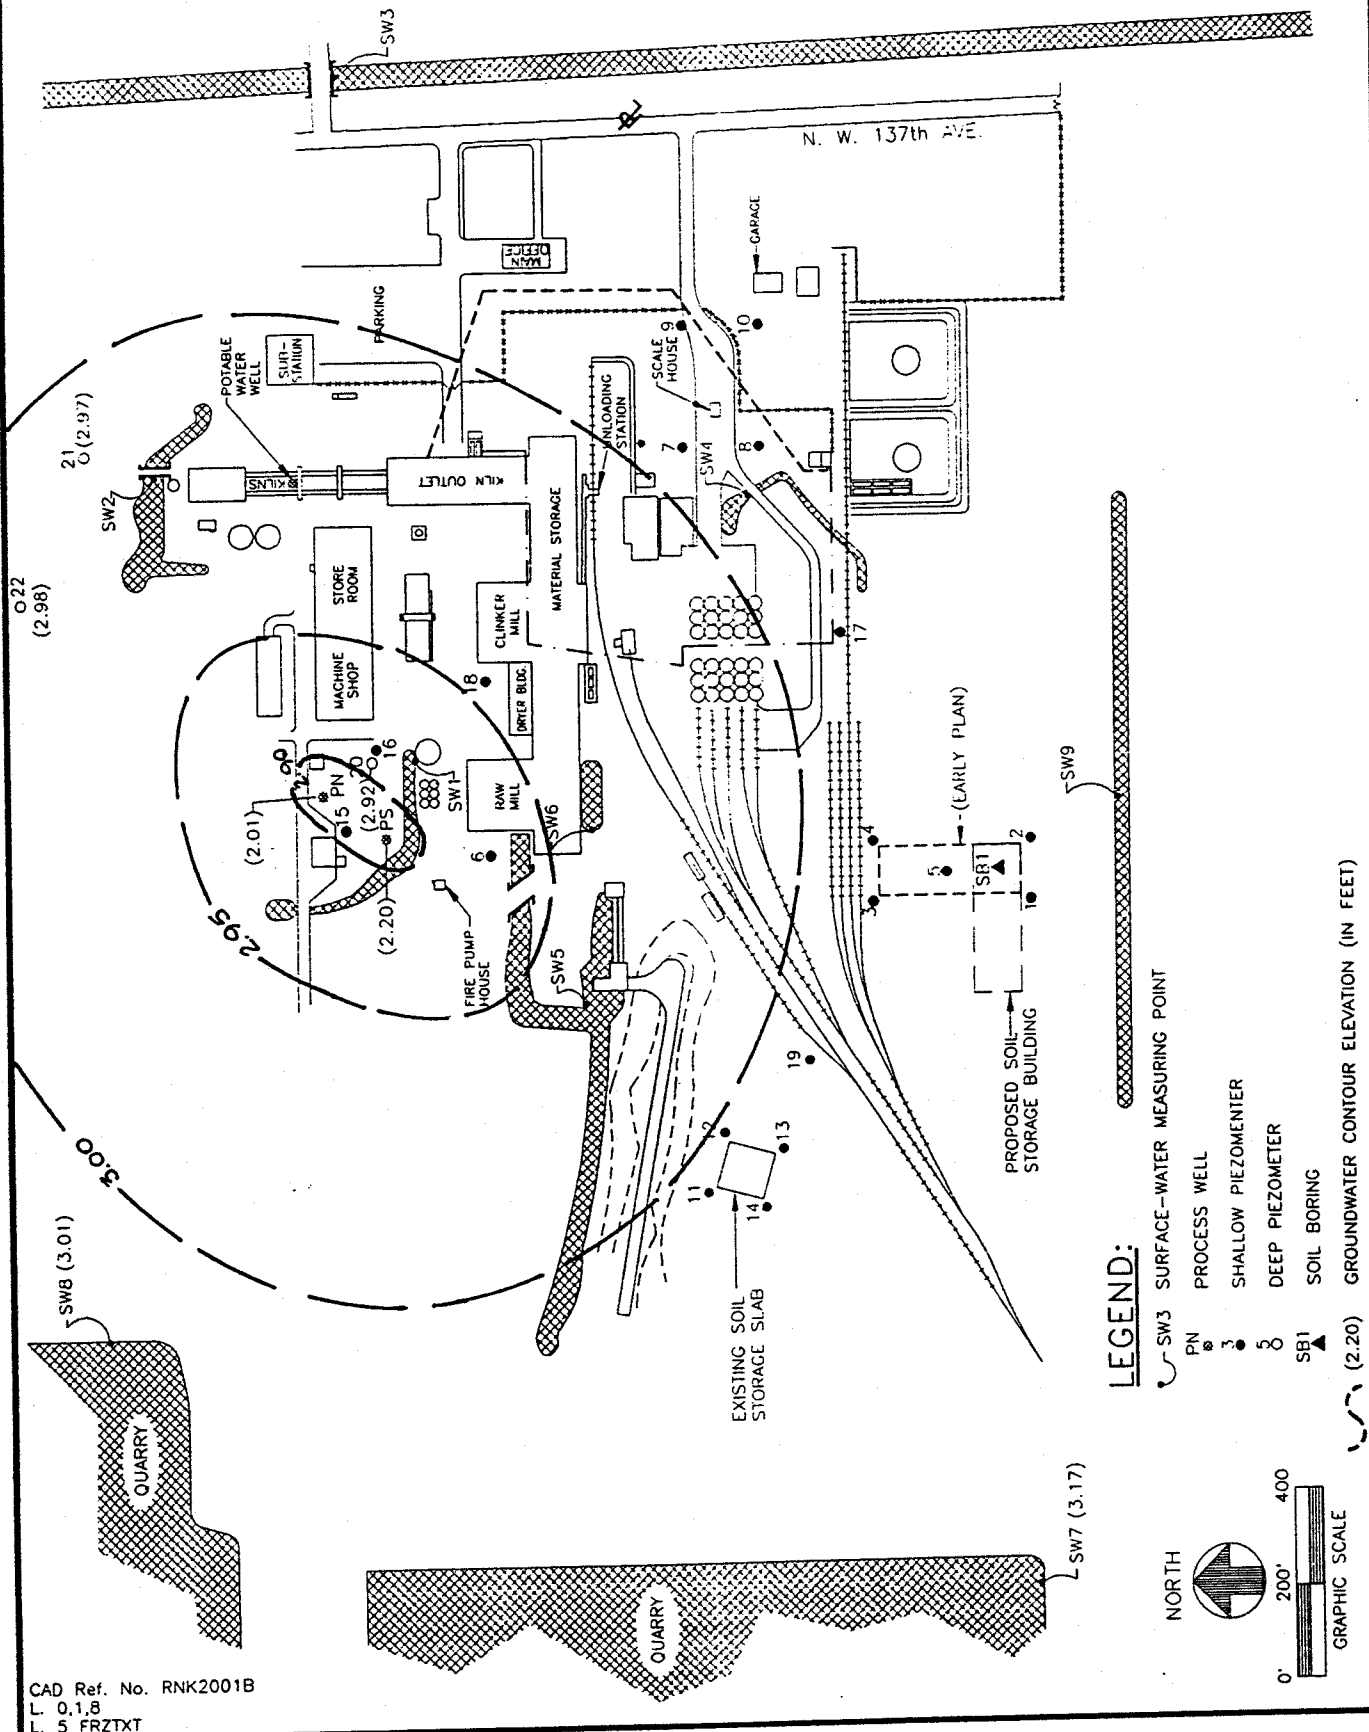 SW3
N. W. 137th AVE.
GARAGE
MAIN
OFFICE
PARKING
SUB-
STATION
POTABLE
WATER
WELL
21
(2.97)
22
(2.98)
SW2
KILNS
KILN OUTLET
STORE
ROOM
MACHINE
SHOP
CLINKER
MILL
MATERIAL STORAGE
DRYER BLDG.
RAW
MILL
UNLOADING
STATION
SCALE
HOUSE
9
10
7
8
SW4
17
18
16
20
(2.92)
PN
(2.01)
15
PS
(2.20)
SW1
6
SW6
FIRE PUMP
HOUSE
SW5
2.95
3.00
SW8 (3.01)
QUARRY
4
3
5
2
1
SB1
(EARLY PLAN)
SW9
PROPOSED SOIL
STORAGE BUILDING
19
12
13
11
14
EXISTING SOIL
STORAGE SLAB
QUARRY
SW7 (3.17)
LEGEND:
SW3 SURFACE-WATER MEASURING POINT
PN PROCESS WELL
3 SHALLOW PIEZOMENTER
5 DEEP PIEZOMETER
SB1 SOIL BORING
(2.20) GROUNDWATER CONTOUR ELEVATION (IN FEET)
NORTH
0' 200' 400
GRAPHIC SCALE
CAD Ref. No. RNK2001B
L. 0,1,8
L. 5 FRZTXT